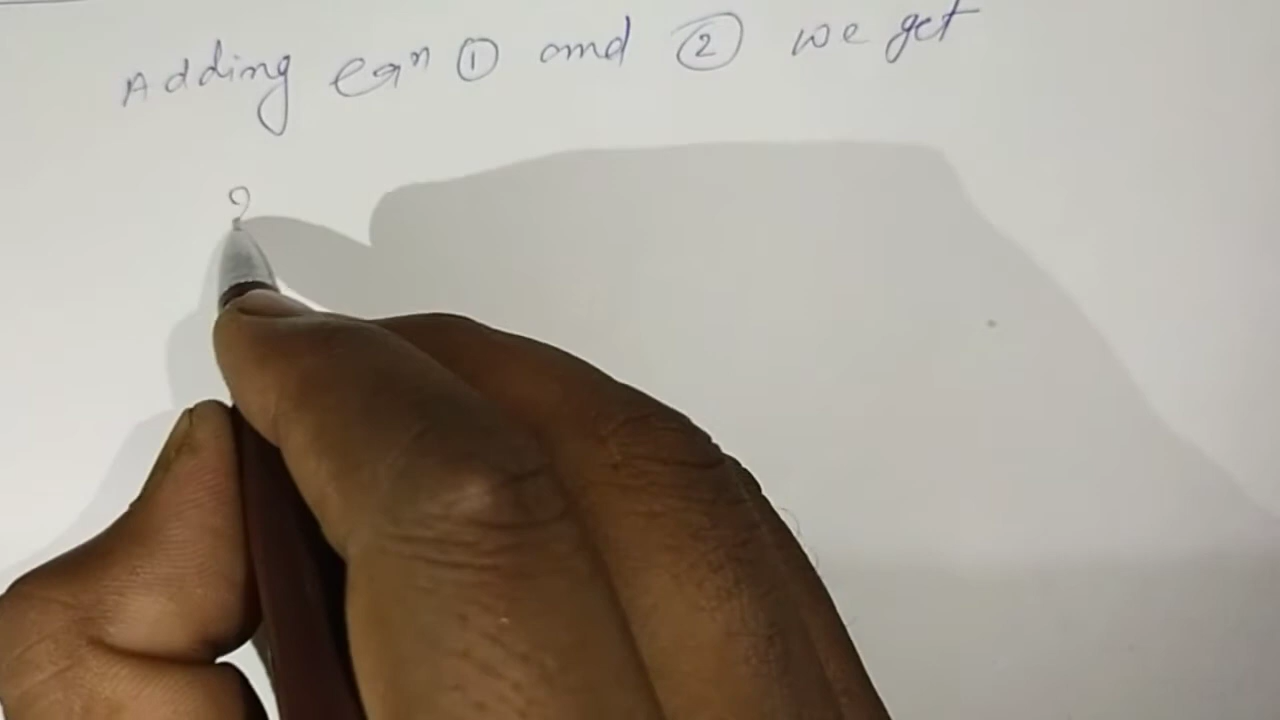 Adding eqn ① and ② we get